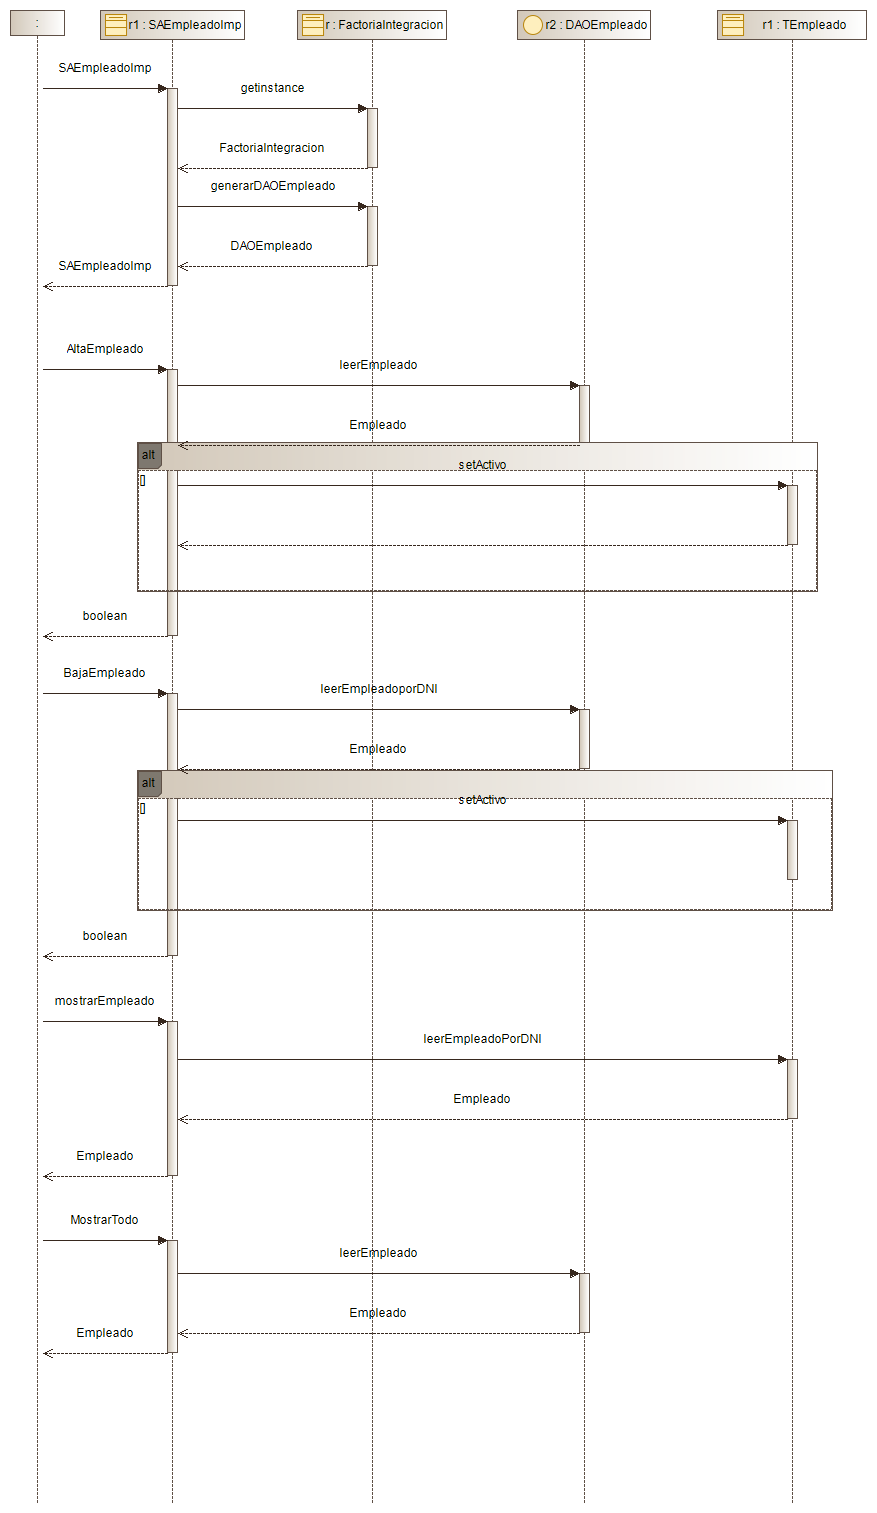 :
r1 : SAEmpleadoImp
r : FactoriaIntegracion
r2 : DAOEmpleado
r1 : TEmpleado
SAEmpleadoImp
getinstance
FactoriaIntegracion
generarDAOEmpleado
DAOEmpleado
SAEmpleadoImp
AltaEmpleado
leerEmpleado
Empleado
alt
setActivo
[]
boolean
BajaEmpleado
leerEmpleadoporDNI
Empleado
alt
setActivo
[]
boolean
mostrarEmpleado
leerEmpleadoPorDNI
Empleado
Empleado
MostrarTodo
leerEmpleado
Empleado
Empleado